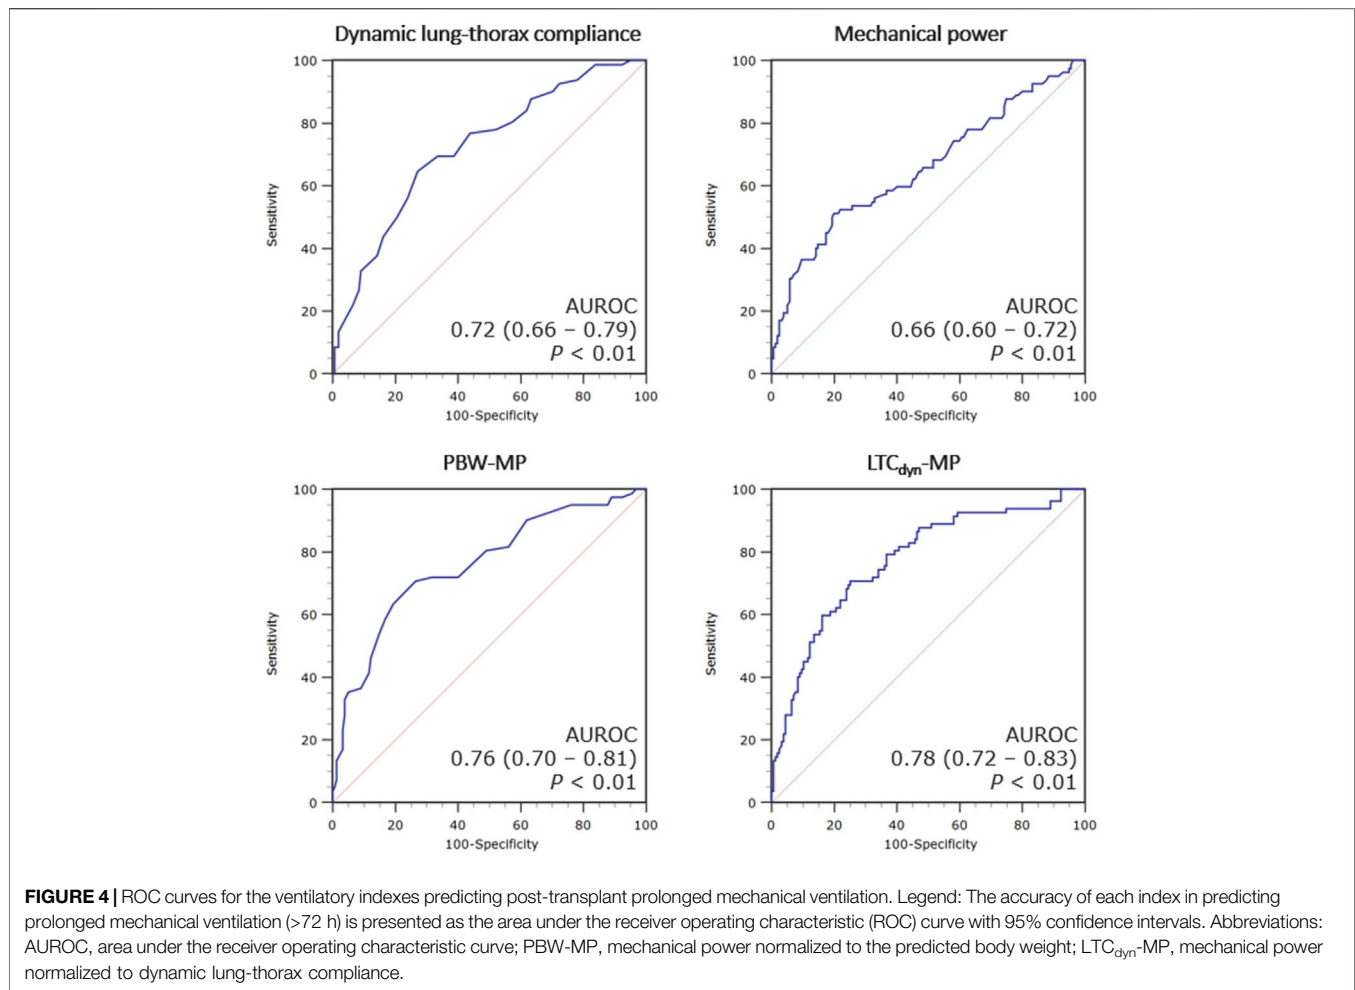 Dynamic lung-thorax compliance
100
80
60
40
20
0
Sensitivity
0 20 40 60 80 100
100-Specificity
AUROC
0.72 (0.66 – 0.79)
P < 0.01
Mechanical power
100
80
60
40
20
0
Sensitivity
0 20 40 60 80 100
100-Specificity
AUROC
0.66 (0.60 – 0.72)
P < 0.01
PBW-MP
100
80
60
40
20
0
Sensitivity
0 20 40 60 80 100
100-Specificity
AUROC
0.76 (0.70 – 0.81)
P < 0.01
LTCdyn-MP
100
80
60
40
20
0
Sensitivity
0 20 40 60 80 100
100-Specificity
AUROC
0.78 (0.72 – 0.83)
P < 0.01
FIGURE 4 | ROC curves for the ventilatory indexes predicting post-transplant prolonged mechanical ventilation. Legend: The accuracy of each index in predicting
prolonged mechanical ventilation (>72 h) is presented as the area under the receiver operating characteristic (ROC) curve with 95% confidence intervals. Abbreviations:
AUROC, area under the receiver operating characteristic curve; PBW-MP, mechanical power normalized to the predicted body weight; LTCdyn-MP, mechanical power
normalized to dynamic lung-thorax compliance.